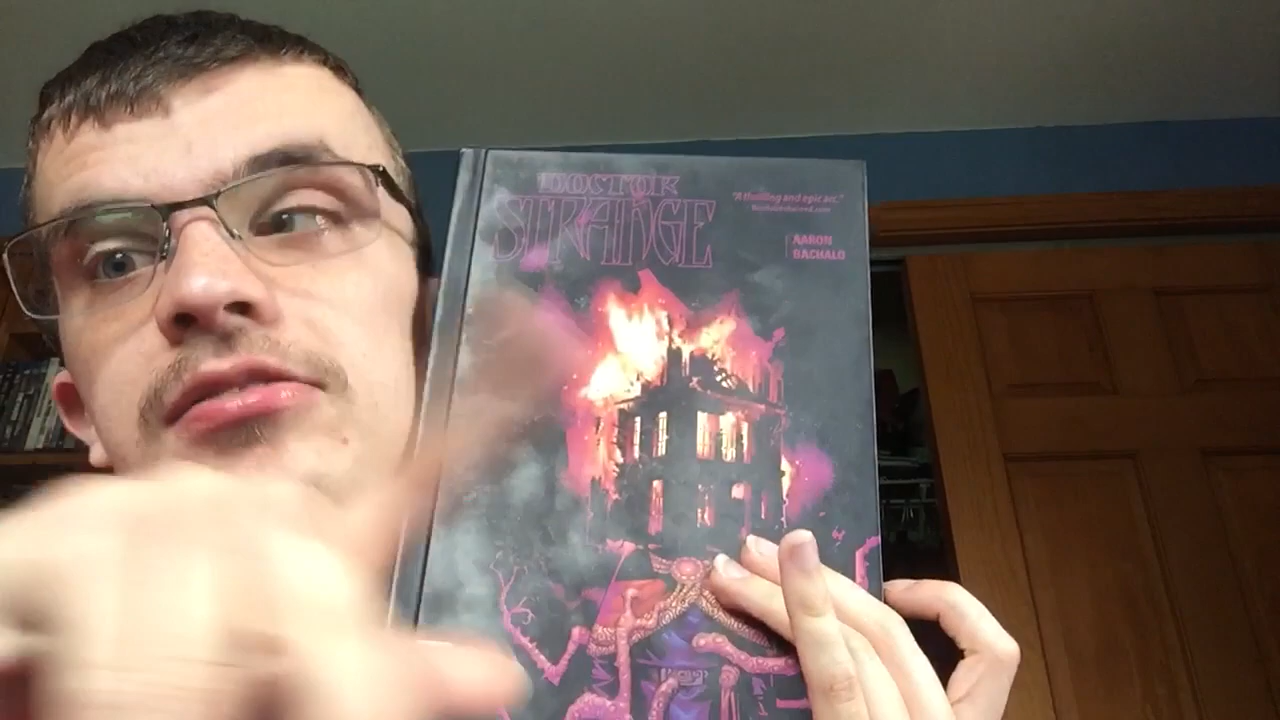 DOCTOR
STRANGE
"A thrilling and epic arc."
AARON
BACHALO